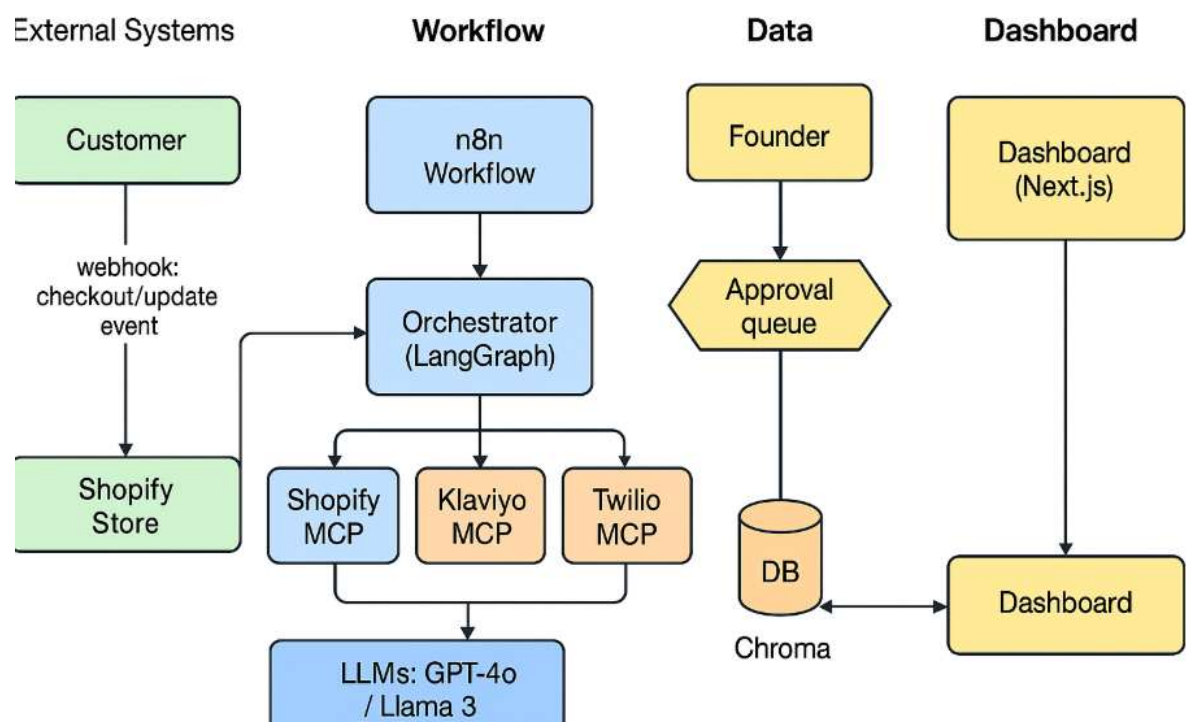 External Systems
Workflow
Data
Dashboard
Customer
n8n
Workflow
Founder
Dashboard
(Next.js)
webhook:
checkout/update
event
Orchestrator
(LangGraph)
Approval
queue
Shopify
Store
Shopify
MCP
Klaviyo
MCP
Twilio
MCP
DB
Chroma
Dashboard
LLMs: GPT-4o
/ Llama 3